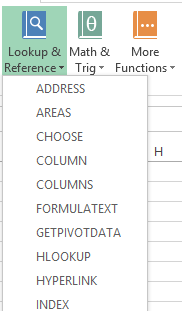 Lookup & Math & More
Reference Trig Functions
ADDRESS
AREAS
CHOOSE
H
COLUMN
COLUMNS
FORMULATEXT
GETPIVOTDATA
HLOOKUP
HYPERLINK
INDEX